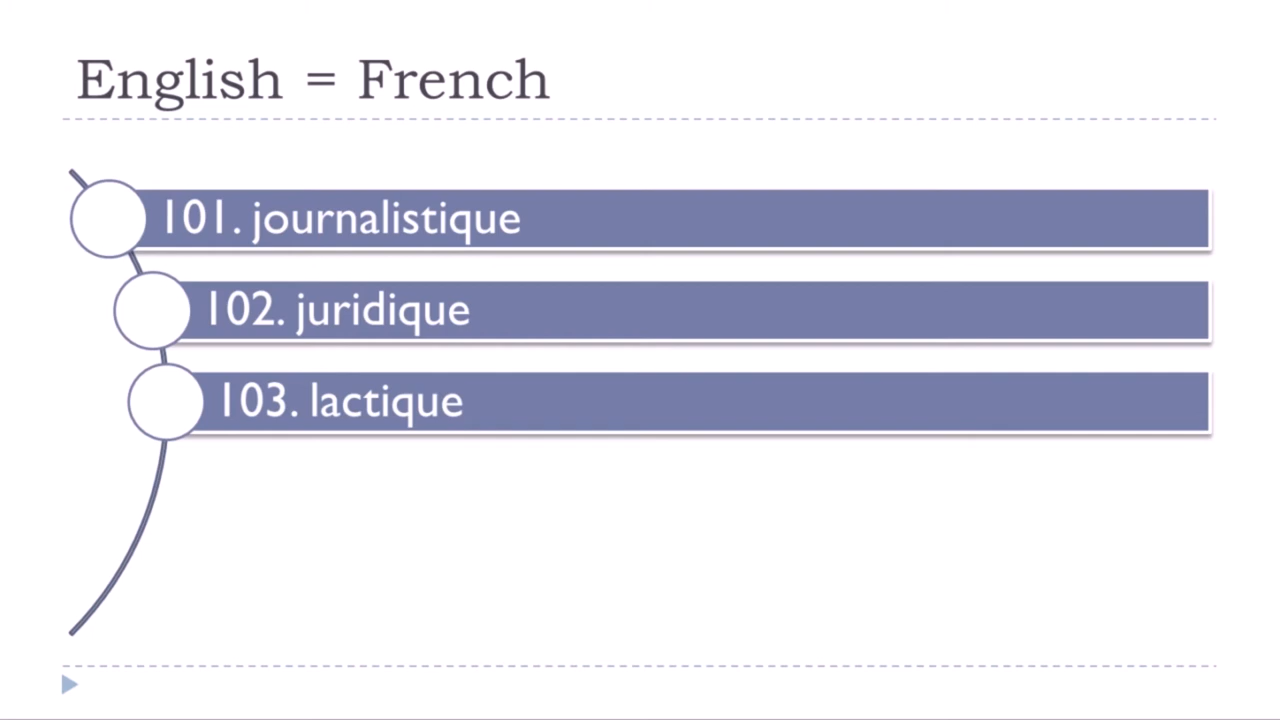 English = French
101. journalistique
102. juridique
103. lactique